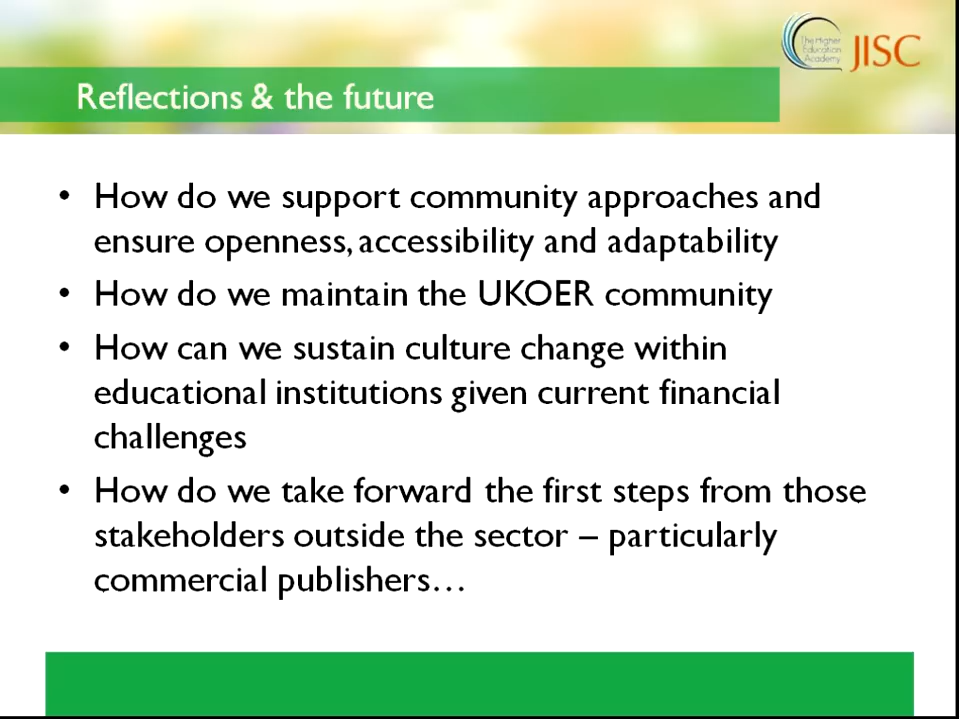 The Higher
Education
Academy
JISC
Reflections & the future
• How do we support community approaches and
ensure openness, accessibility and adaptability
• How do we maintain the UKOER community
• How can we sustain culture change within
educational institutions given current financial
challenges
• How do we take forward the first steps from those
stakeholders outside the sector – particularly
commercial publishers…